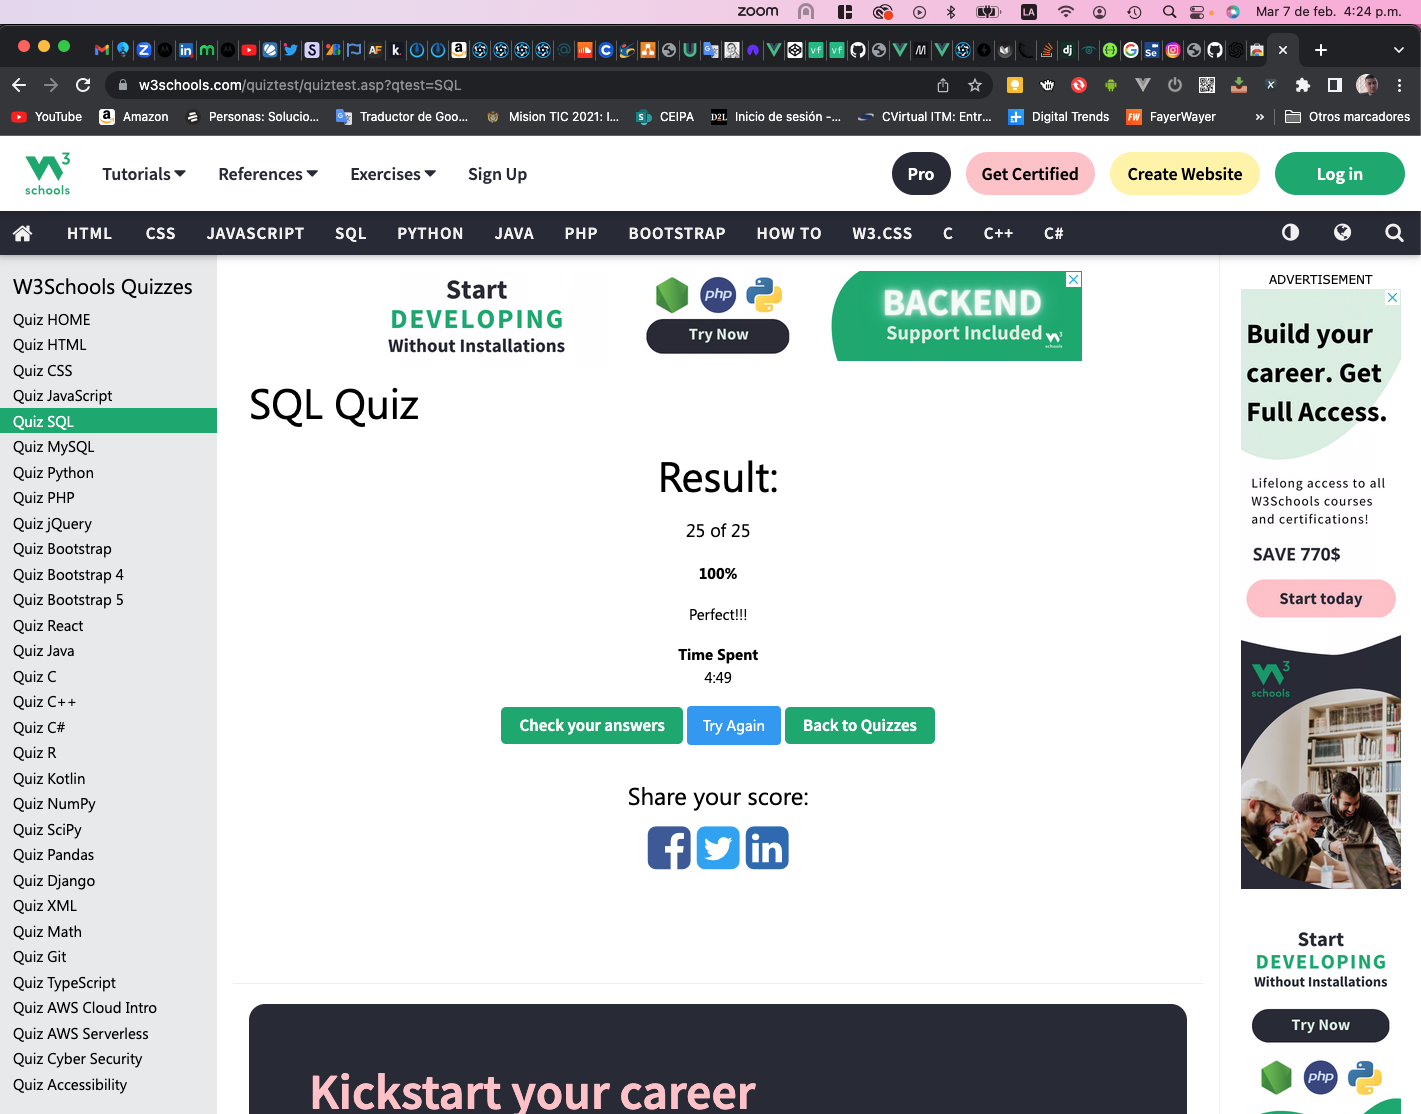 zoom
LA
Mar 7 de feb. 4:24 p.m.
w3schools.com/quiztest/quiztest.asp?qtest=SQL
YouTube
Amazon
Personas: Solucio...
Traductor de Goo...
Mision TIC 2021: I...
CEIPA
D2L
Inicio de sesión -...
CVirtual ITM: Entr...
Digital Trends
FW
FayerWayer
»
Otros marcadores
W3
schools
Tutorials
References
Exercises
Sign Up
Pro
Get Certified
Create Website
Log in
HTML
CSS
JAVASCRIPT
SQL
PYTHON
JAVA
PHP
BOOTSTRAP
HOW TO
W3.CSS
C
C++
C#
W3Schools Quizzes
Quiz HOME
Quiz HTML
Quiz CSS
Quiz JavaScript
Quiz SQL
Quiz MySQL
Quiz Python
Quiz PHP
Quiz jQuery
Quiz Bootstrap
Quiz Bootstrap 4
Quiz Bootstrap 5
Quiz React
Quiz Java
Quiz C
Quiz C++
Quiz C#
Quiz R
Quiz Kotlin
Quiz NumPy
Quiz SciPy
Quiz Pandas
Quiz Django
Quiz XML
Quiz Math
Quiz Git
Quiz TypeScript
Quiz AWS Cloud Intro
Quiz AWS Serverless
Quiz Cyber Security
Quiz Accessibility
Start
DEVELOPING
Without Installations
php
Try Now
BACKEND
Support Included
W3
schools
SQL Quiz
Result:
25 of 25
100%
Perfect!!!
Time Spent
4:49
Check your answers
Try Again
Back to Quizzes
Share your score:
Kickstart your career
ADVERTISEMENT
Build your
career. Get
Full Access.
Lifelong access to all
W3Schools courses
and certifications!
SAVE 770$
Start today
W3
schools
Start
DEVELOPING
Without Installations
Try Now
php